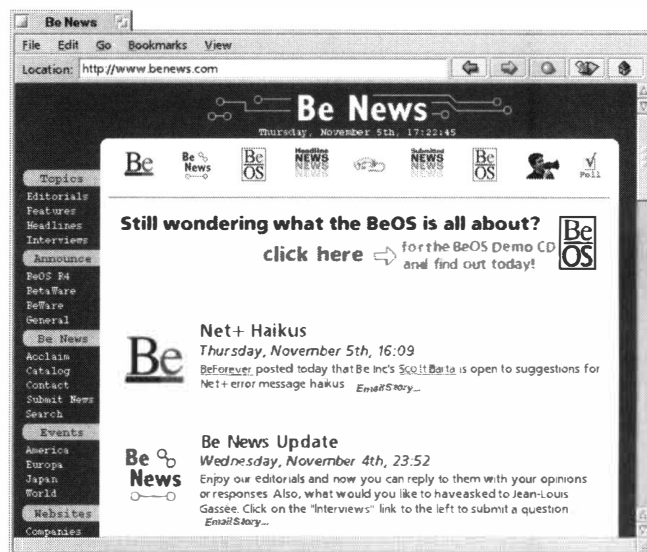 Be News
File Edit Go Bookmarks View
Location: http://www.benews.com
Be News
Thursday, November 5th, 17:22:45
Be
Be News
Be OS
Headline NEWS NEWS NEWS
Submitted NEWS NEWS NEWS
Be OS
Poll
Topics
Editorials
Features
Headlines
Interviews
Announce
BeOS R4
BetaWare
BeWare
General
Be News
Acclaim
Catalog
Contact
Submit News
Search
Events
America
Europa
Japan
World
Websites
Companies
Still wondering what the BeOS is all about?
click here
for the BeOS Demo CD
and find out today!
Be
OS
Be
Net+ Haikus
Thursday, November 5th, 16:09
BeForever posted today that Be Inc's Scott Barta is open to suggestions for
Net+ error message haikus EmailStory...
Be
News
Be News Update
Wednesday, November 4th, 23:52
Enjoy our editorials and now you can reply to them with your opinions
or responses. Also, what would you like to haveasked to Jean-Louis
Gassée. Click on the "Interviews" link to the left to submit a question.
EmailStory...